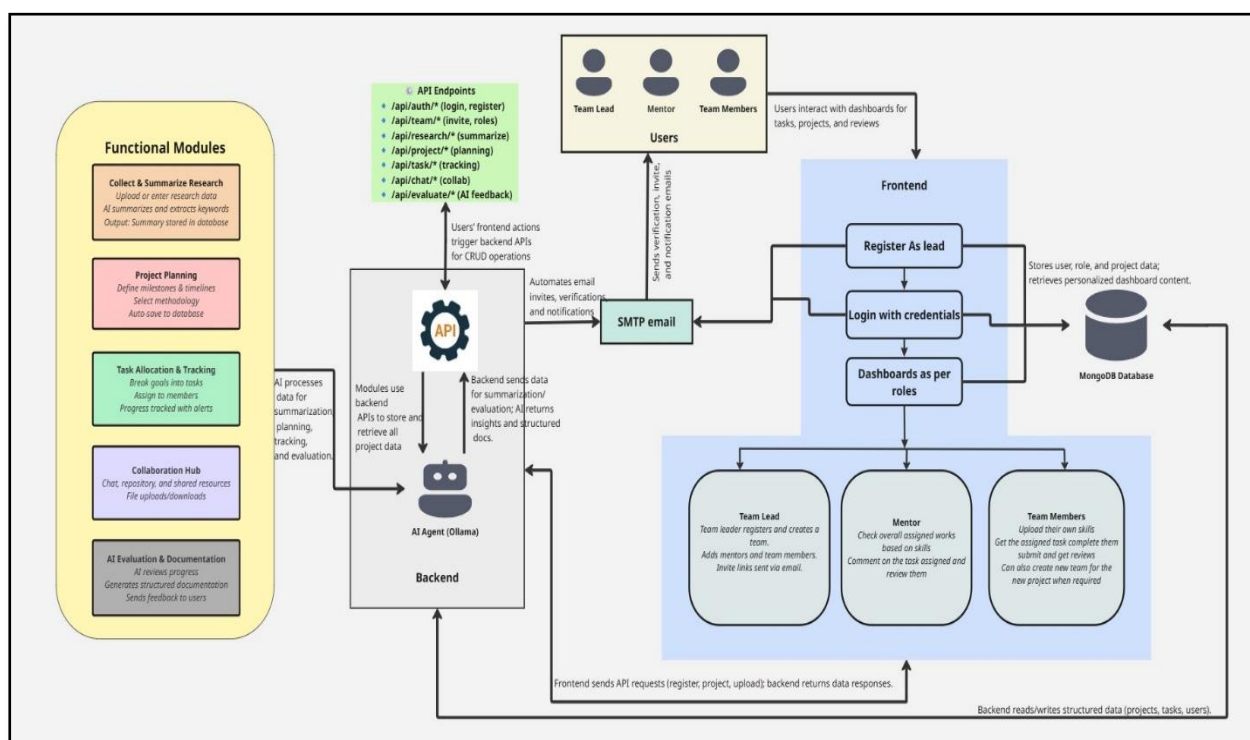 Functional Modules
Collect & Summarize Research
Upload or enter research data
AI summarizes and extracts keywords
Output: Summary stored in database
Project Planning
Define milestones & timelines
Select methodology
Auto-save to database
Task Allocation & Tracking
Break goals into tasks
Assign to members
Progress tracked with alerts
Collaboration Hub
Chat, repository, and shared resources
File uploads/downloads
AI Evaluation & Documentation
AI reviews progress
Generates structured documentation
Sends feedback to users
AI processes
data for
summarization,
planning,
tracking,
and evaluation.
API Endpoints
/api/auth/* (login, register)
/api/team/* (invite, roles)
/api/research/* (summarize)
/api/project/* (planning)
/api/task/* (tracking)
/api/chat/* (collab)
/api/evaluate/* (AI feedback)
Users' frontend actions
trigger backend APIs
for CRUD operations
API
Modules use
backend
APIs to store and
retrieve all
project data
Backend sends data
for summarization/
evaluation; AI returns
insights and structured
docs.
AI Agent (Ollama)
Backend
Automates email
invites, verifications,
and notifications
SMTP email
Sends verification, invite,
and notification emails
Team Lead
Mentor
Team Members
Users
Users interact with dashboards for
tasks, projects, and reviews
Frontend
Register As lead
Login with credentials
Dashboards as per
roles
Stores user, role, and project data;
retrieves personalized dashboard content.
MongoDB Database
Team Lead
Team leader registers and creates a
team.
Adds mentors and team members.
Invite links sent via email.
Mentor
Check overall assigned works
based on skills
Comment on the task assigned and
review them
Team Members
Upload their own skills
Get the assigned task complete them
submit and get reviews
Can also create new team for the
new project when required
Frontend sends API requests (register, project, upload); backend returns data responses.
Backend reads/writes structured data (projects, tasks, users).